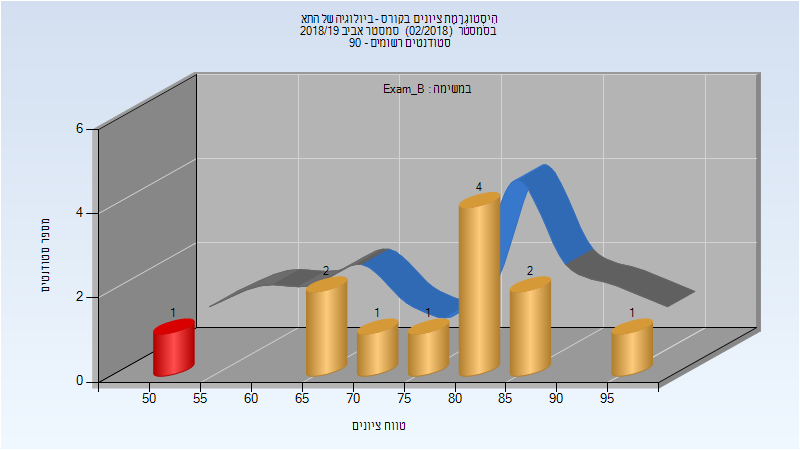 היסטוגרמת ציונים בקורס - ביולוגיה של התא
בסמסטר (02/2018) סמסטר אביב 2018/19
סטודנטים רשומים - 90
במשימה : Exam_B
מספר סטודנטים
6
4
2
0
1
2
1
1
4
2
1
50 55 60 65 70 75 80 85 90 95
טווח ציונים